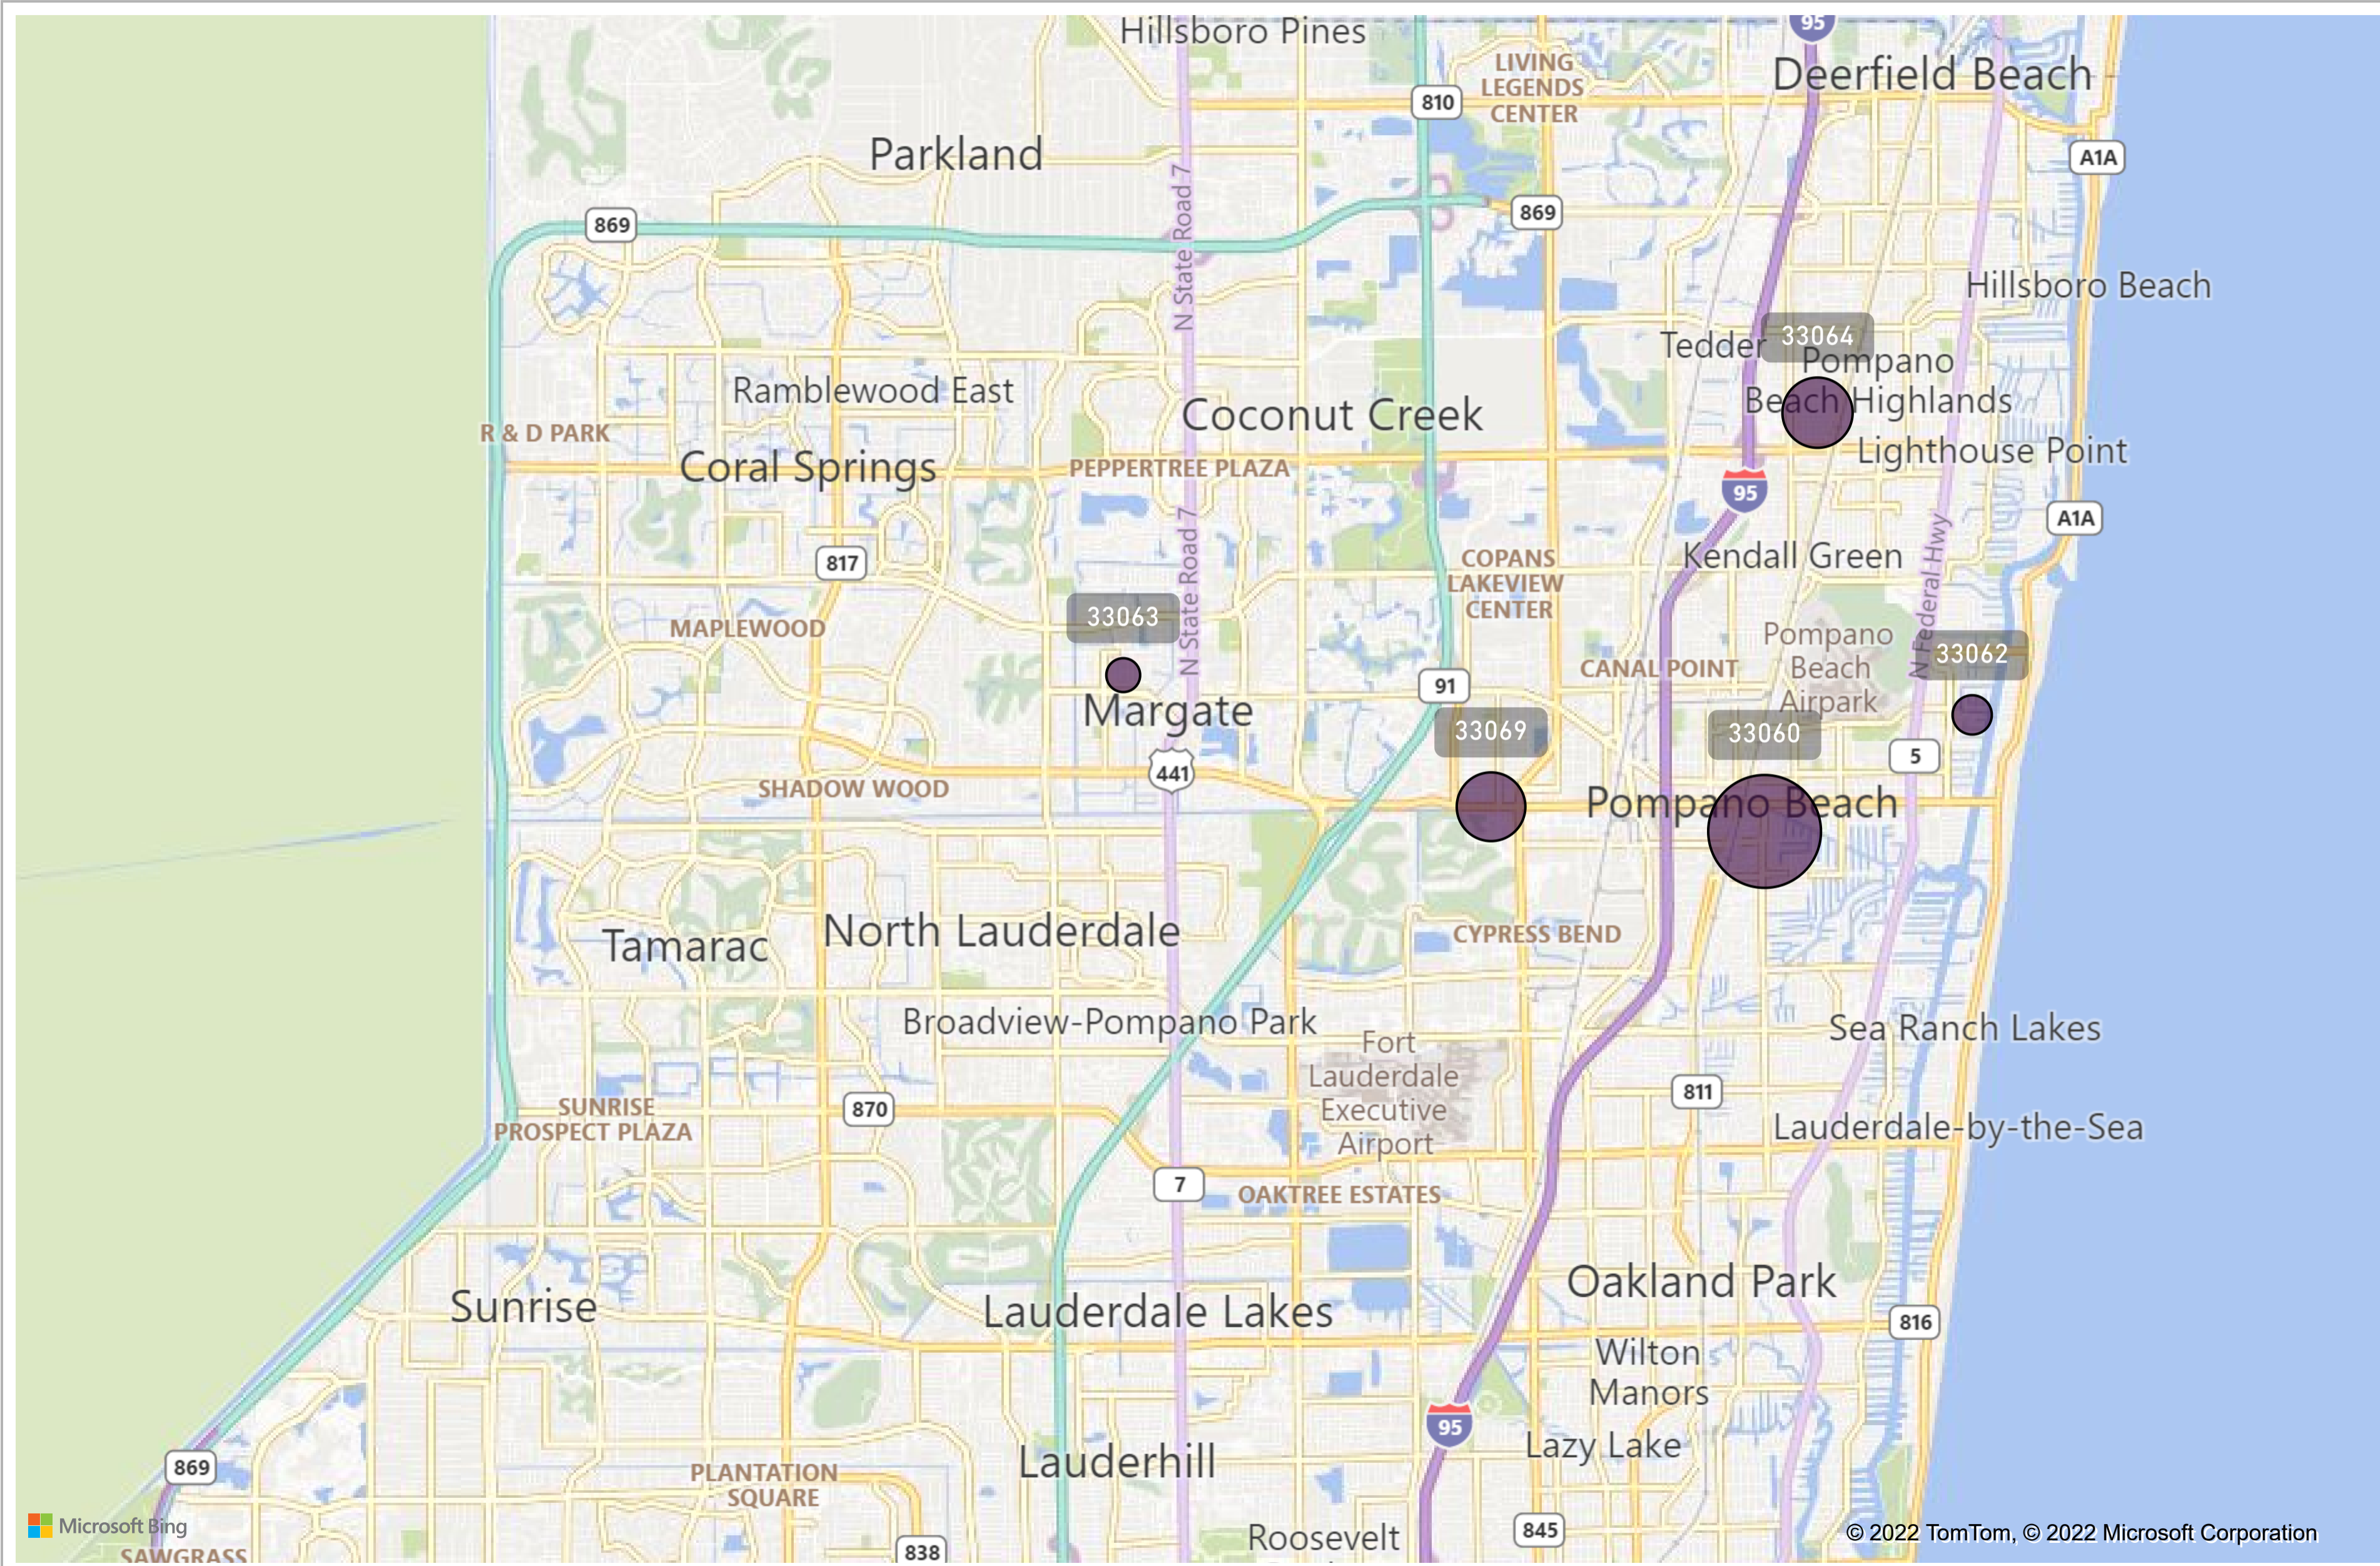 Hillsboro Pines
95
LIVING
LEGENDS
CENTER
Deerfield Beach
810
Parkland
A1A
N State Road 7
869
869
Hillsboro Beach
33064
Tedder
Pompano
Beach Highlands
Ramblewood East
Coconut Creek
R & D PARK
Coral Springs
PEPPERTREE PLAZA
Lighthouse Point
95
A1A
N State Road 7
817
COPANS
LAKEVIEW
CENTER
Kendall Green
N Federal Hwy
33063
MAPLEWOOD
Pompano
Beach
Airpark
33062
CANAL POINT
91
Margate
33069
33060
5
441
SHADOW WOOD
Pompano Beach
North Lauderdale
Tamarac
CYPRESS BEND
Broadview-Pompano Park
Sea Ranch Lakes
Fort
Lauderdale
Executive
Airport
811
SUNRISE
PROSPECT PLAZA
870
Lauderdale-by-the-Sea
7
OAKTREE ESTATES
Oakland Park
Sunrise
Lauderdale Lakes
816
Wilton
Manors
95
Lazy Lake
Lauderhill
869
PLANTATION
SQUARE
Microsoft Bing
Roosevelt
845
© 2022 TomTom, © 2022 Microsoft Corporation
838
SAWGRASS